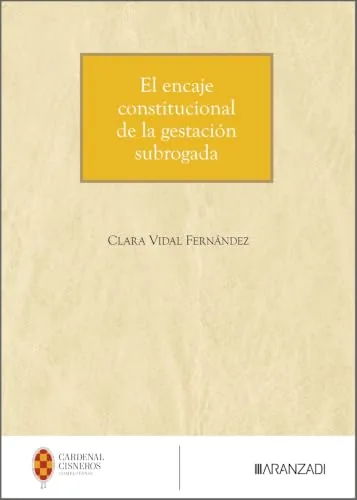 El encaje
constitucional
de la gestación
subrogada
CLARA VIDAL FERNÁNDEZ
CARDENAL
CISNEROS
ARANZADI